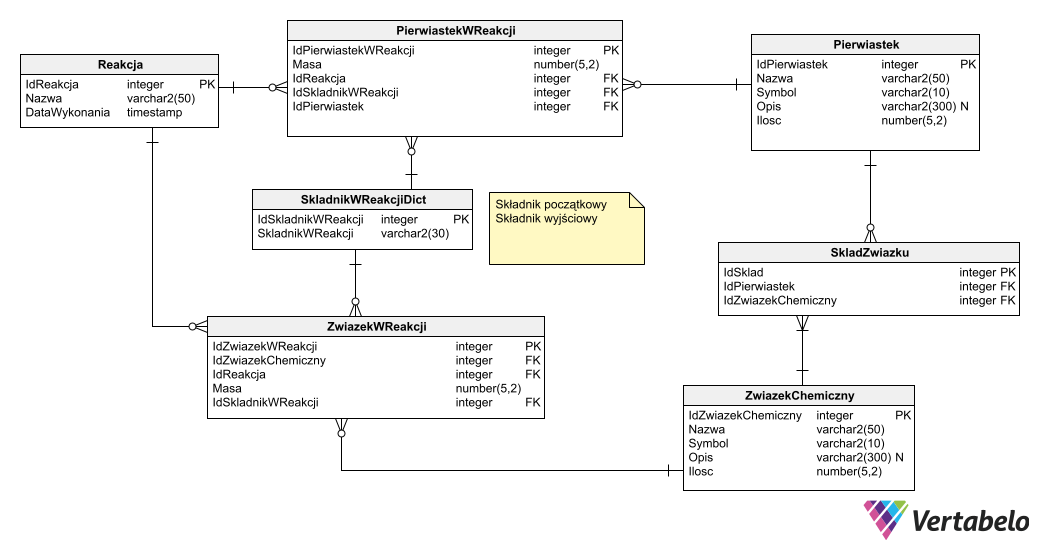 PierwiastekWReakcji
IdPierwiastekWReakcji integer PK
Masa number(5,2)
IdReakcja integer FK
IdSkladnikWReakcji integer FK
IdPierwiastek integer FK
Reakcja
IdReakcja integer PK
Nazwa varchar2(50)
DataWykonania timestamp
Pierwiastek
IdPierwiastek integer PK
Nazwa varchar2(50)
Symbol varchar2(10)
Opis varchar2(300) N
Ilosc number(5,2)
SkladnikWReakcjiDict
IdSkladnikWReakcji integer PK
SkladnikWReakcji varchar2(30)
Składnik początkowy
Składnik wyjściowy
SkladZwiazku
IdSklad integer PK
IdPierwiastek integer FK
IdZwiazekChemiczny integer FK
ZwiazekWReakcji
IdZwiazekWReakcji integer PK
IdZwiazekChemiczny integer FK
IdReakcja integer FK
Masa number(5,2)
IdSkladnikWReakcji integer FK
ZwiazekChemiczny
IdZwiazekChemiczny integer PK
Nazwa varchar2(50)
Symbol varchar2(10)
Opis varchar2(300) N
Ilosc number(5,2)
Vertabelo